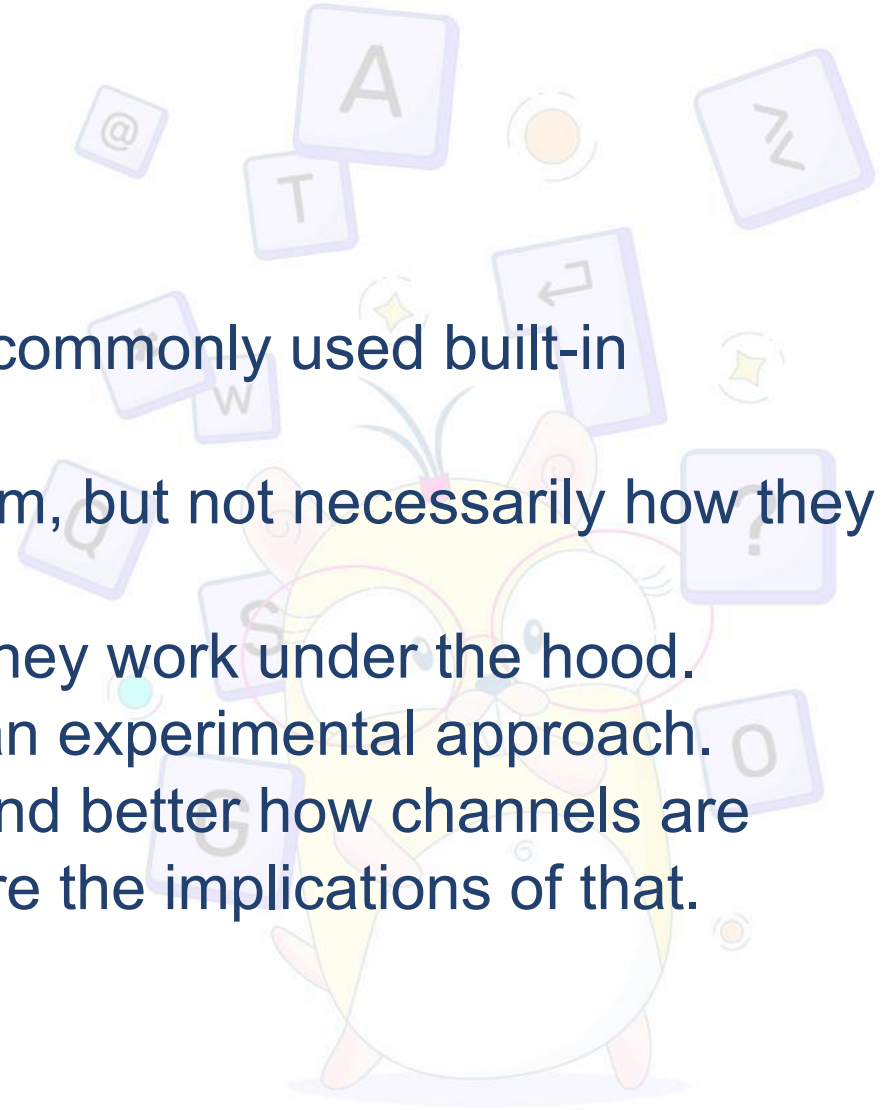 @
A
T
commonly used built-in
W
Q
m, but not necessarily how they
?
S
hey work under the hood.
an experimental approach.
O
nd better how channels are
G
re the implications of that.